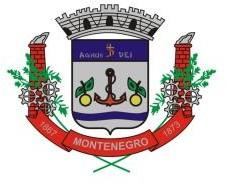 AGNUS DEI
1867 MONTENEGRO 1873